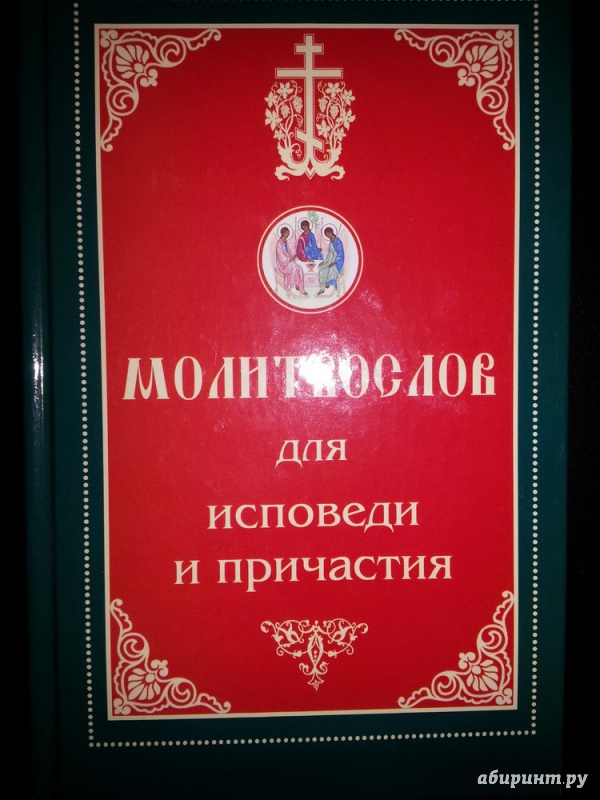 МОЛИТВОСЛОВ
для
исповеди
и причастия
абиринт.ру